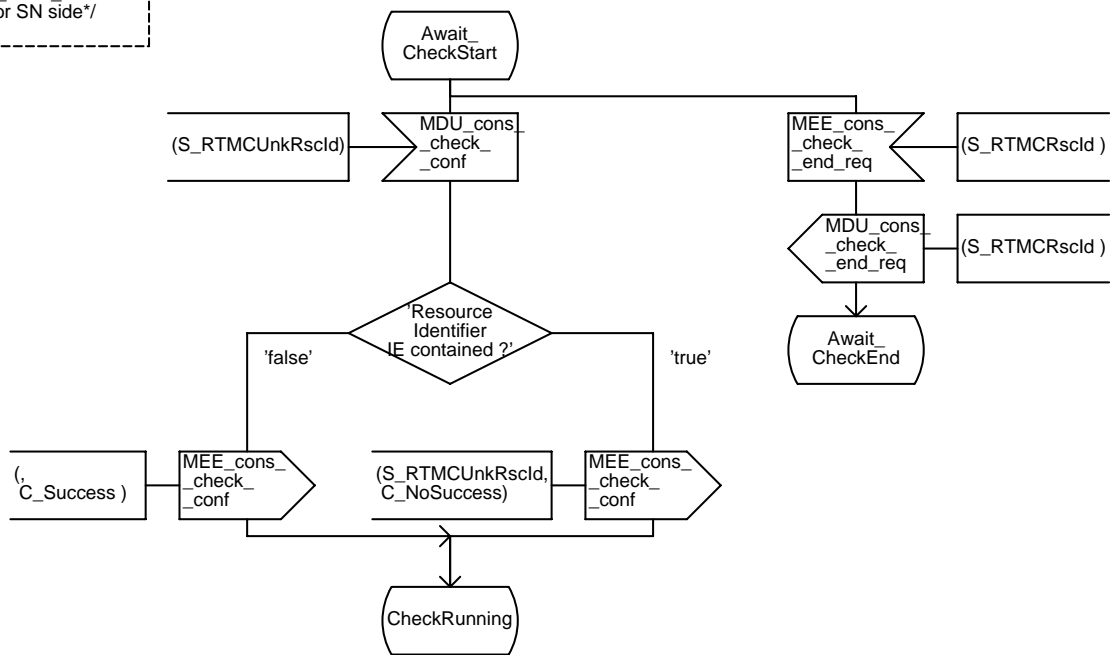 or SN side*/
Await_
CheckStart
(S_RTMCUnkRscId)
MDU_cons_
_check_
_conf
MEE_cons_
_check_
_end_req
(S_RTMCRscId )
MDU_cons_
_check_
_end_req
(S_RTMCRscId )
Await_
CheckEnd
'Resource
Identifier
IE contained ?'
'false'
'true'
(,
C_Success )
MEE_cons_
_check_
_conf
(S_RTMCUnkRscId,
C_NoSuccess)
MEE_cons_
_check_
_conf
CheckRunning